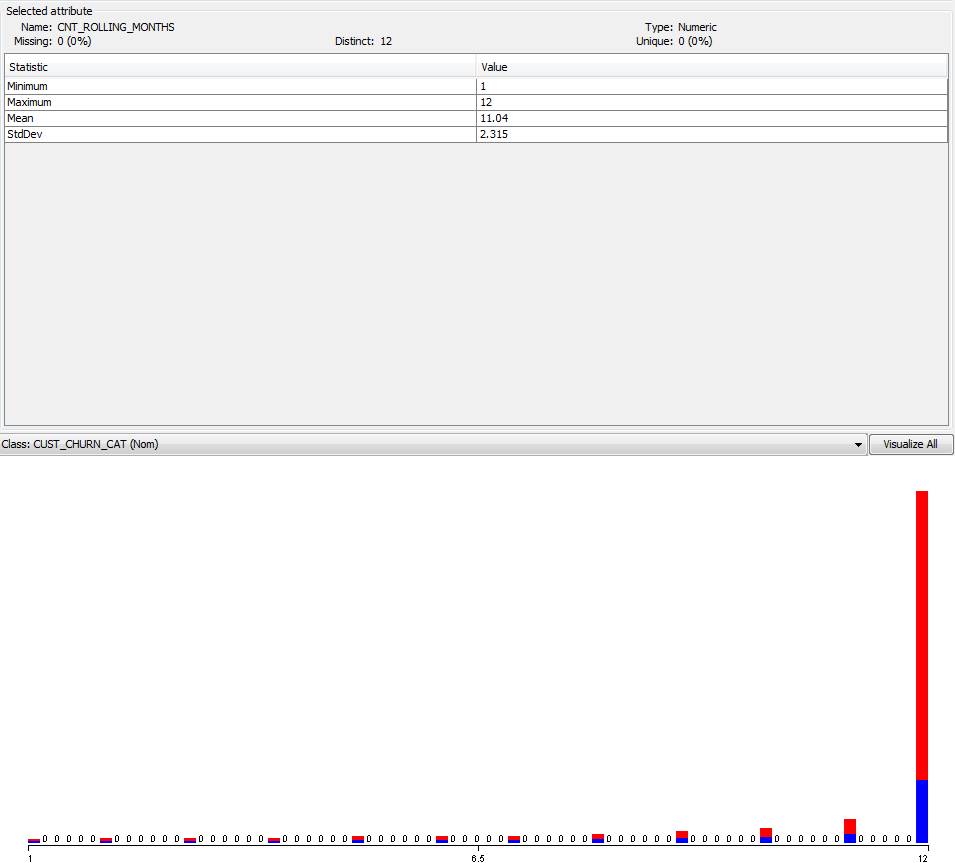 Selected attribute
Name: CNT_ROLLING_MONTHS Type: Numeric
Missing: 0 (0%) Distinct: 12 Unique: 0 (0%)
Statistic Value
Minimum 1
Maximum 12
Mean 11.04
StdDev 2.315
Class: CUST_CHURN_CAT (Nom) Visualize All
0 0 0 0 0 0 0 0 0 0 0 0 0 0 0 0 0 0 0 0 0 0 0 0 0 0 0 0 0 0 0 0 0 0 0 0 0 0 0 0 0 0 0 0 0 0 0 0 0 0 0 0 0 0 0 0 0 0 0 0 0 0 0
1 6.5 12